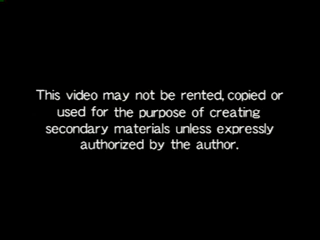 This video may not be rented, copied or
used for the purpose of creating
secondary materials unless expressly
authorized by the author.